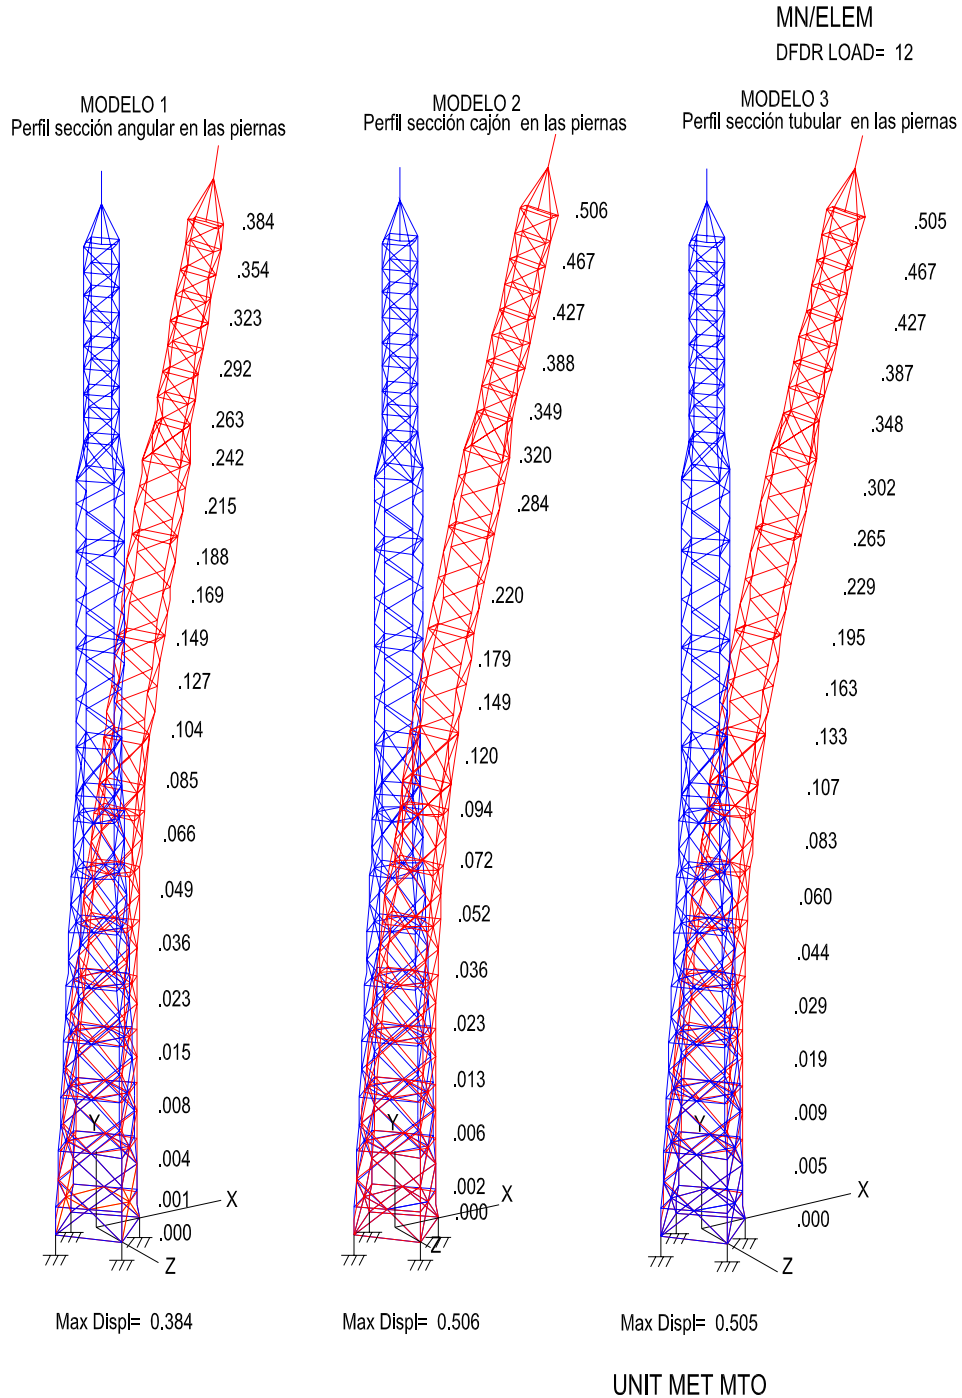 MN/ELEM
DFDR LOAD= 12
MODELO 1
Perfil sección angular en las piernas
.384
.354
.323
.292
.263
.242
.215
.188
.169
.149
.127
.104
.085
.066
.049
.036
.023
.015
.008
.004
.001
.000
Y
X
Z
Max Displ= 0.384
MODELO 2
Perfil sección cajón en las piernas
.506
.467
.427
.388
.349
.320
.284
.220
.179
.149
.120
.094
.072
.052
.036
.023
.013
.006
.002
.000
Y
X
Z
Max Displ= 0.506
MODELO 3
Perfil sección tubular en las piernas
.505
.467
.427
.387
.348
.302
.265
.229
.195
.163
.133
.107
.083
.060
.044
.029
.019
.009
.005
.000
Y
X
Z
Max Displ= 0.505
UNIT MET MTO